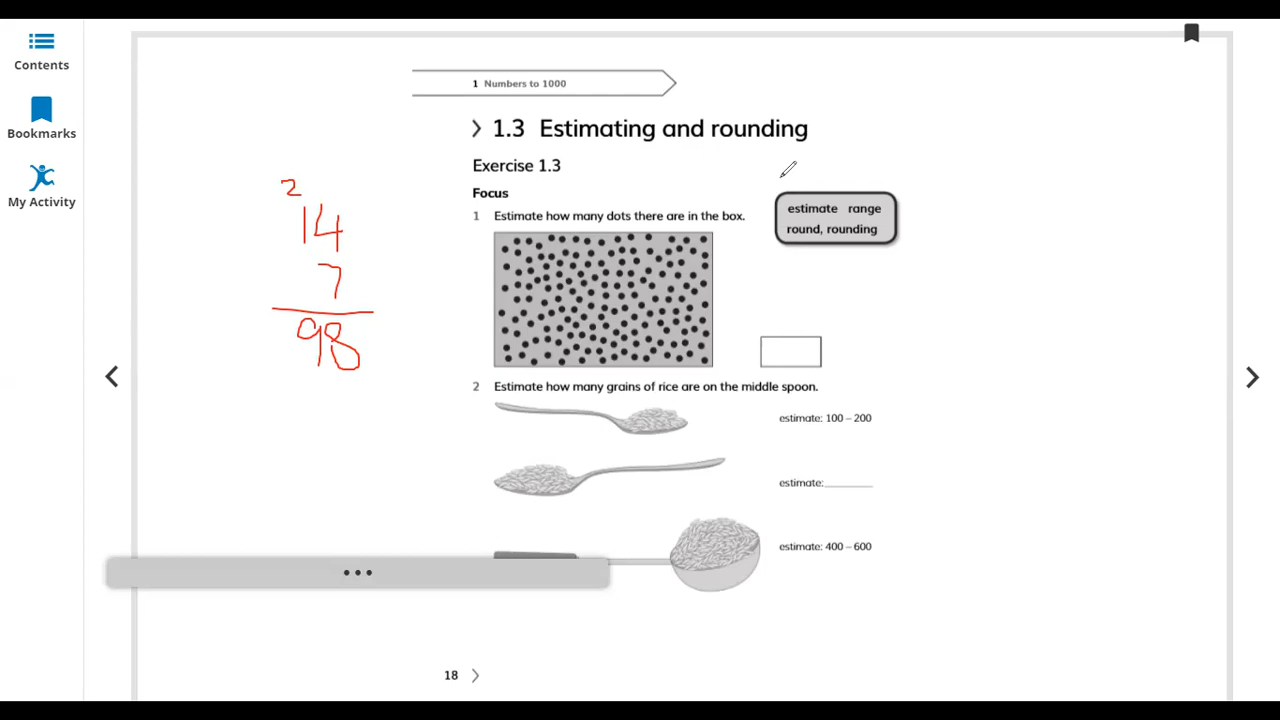 Contents
Bookmarks
My Activity
1 Numbers to 1000
1.3 Estimating and rounding
Exercise 1.3
Focus
1 Estimate how many dots there are in the box.
estimate range
round, rounding
2
14
7
98
2 Estimate how many grains of rice are on the middle spoon.
estimate: 100 – 200
estimate:________
estimate: 400 – 600
18